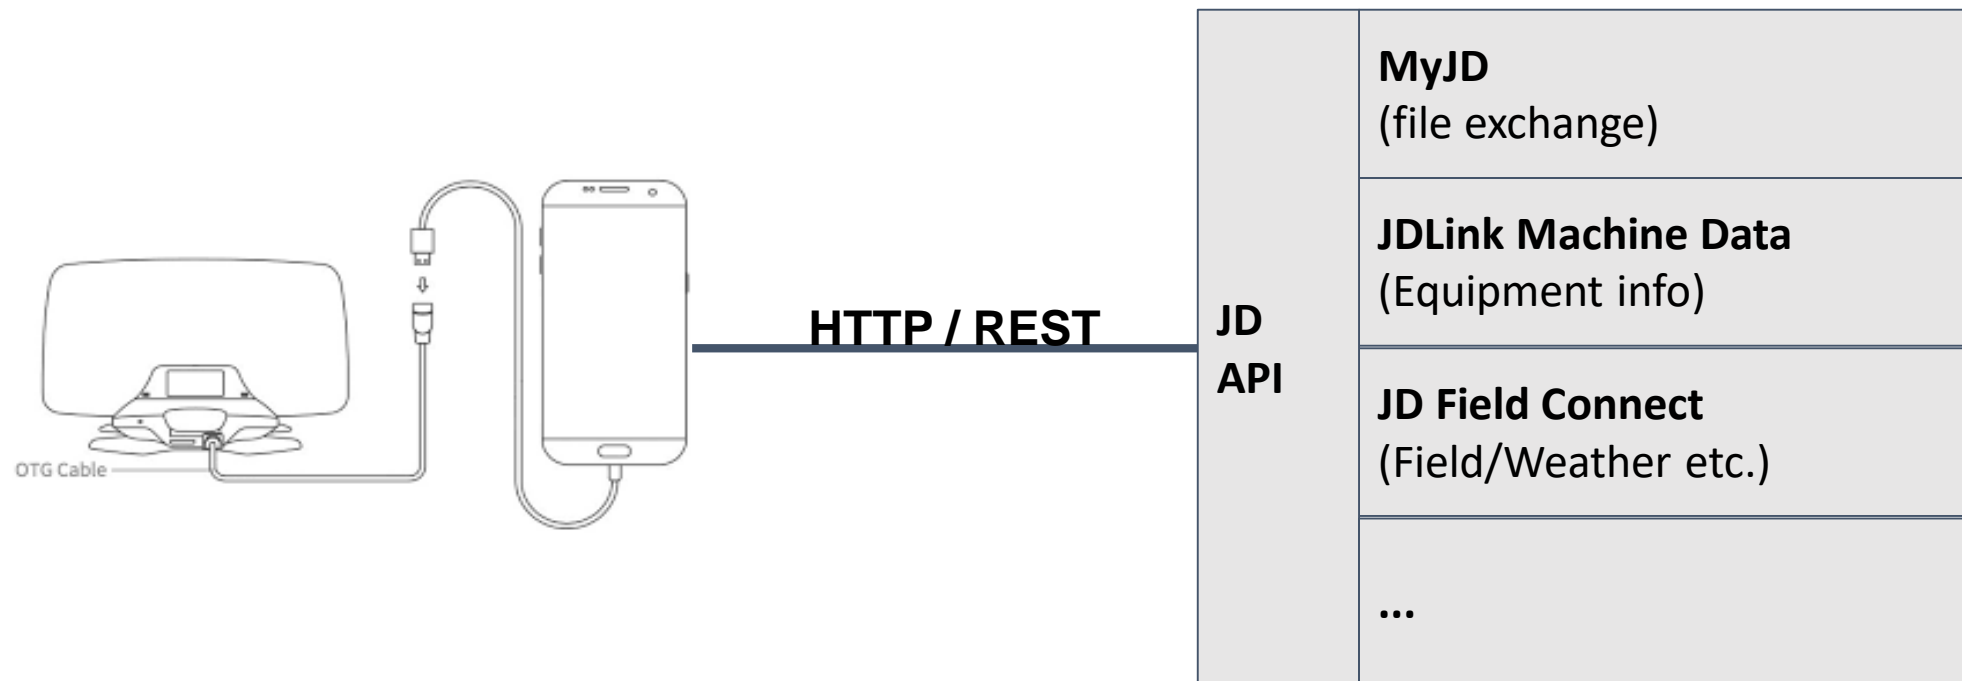 OTG Cable
HTTP / REST
JD
API
MyJD
(file exchange)
JDLink Machine Data
(Equipment info)
JD Field Connect
(Field/Weather etc.)
...